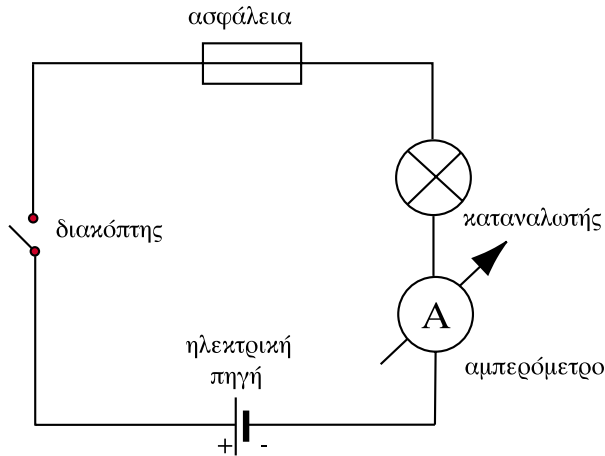 ασφάλεια
διακόπτης
καταναλωτής
A
ηλεκτρική
πηγή
αμπερόμετρο
+ -